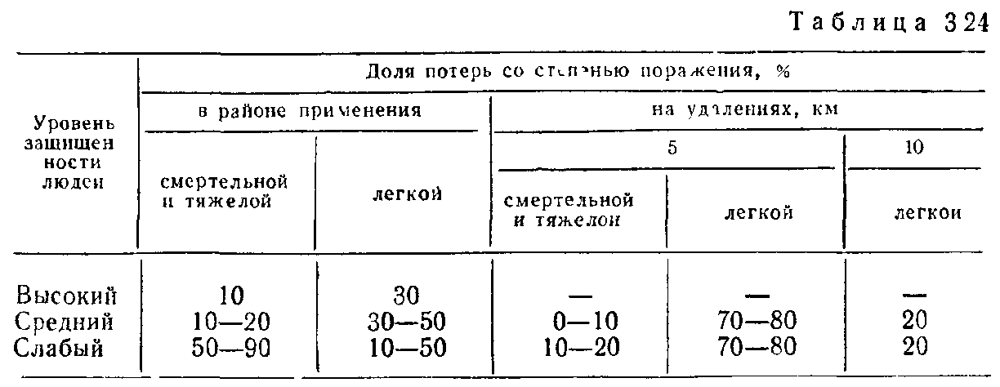 Таблица 324
Доля потерь со степенью поражения, %
в районе применения
на удалениях, км
Уровень
защищен
ности
людей
5
10
смертельной
и тяжелой
легкой
смертельной
и тяжелой
легкой
легкой
Высокий 10 30 — — —
Средний 10—20 30—50 0—10 70—80 20
Слабый 50—90 10—50 10—20 70—80 20